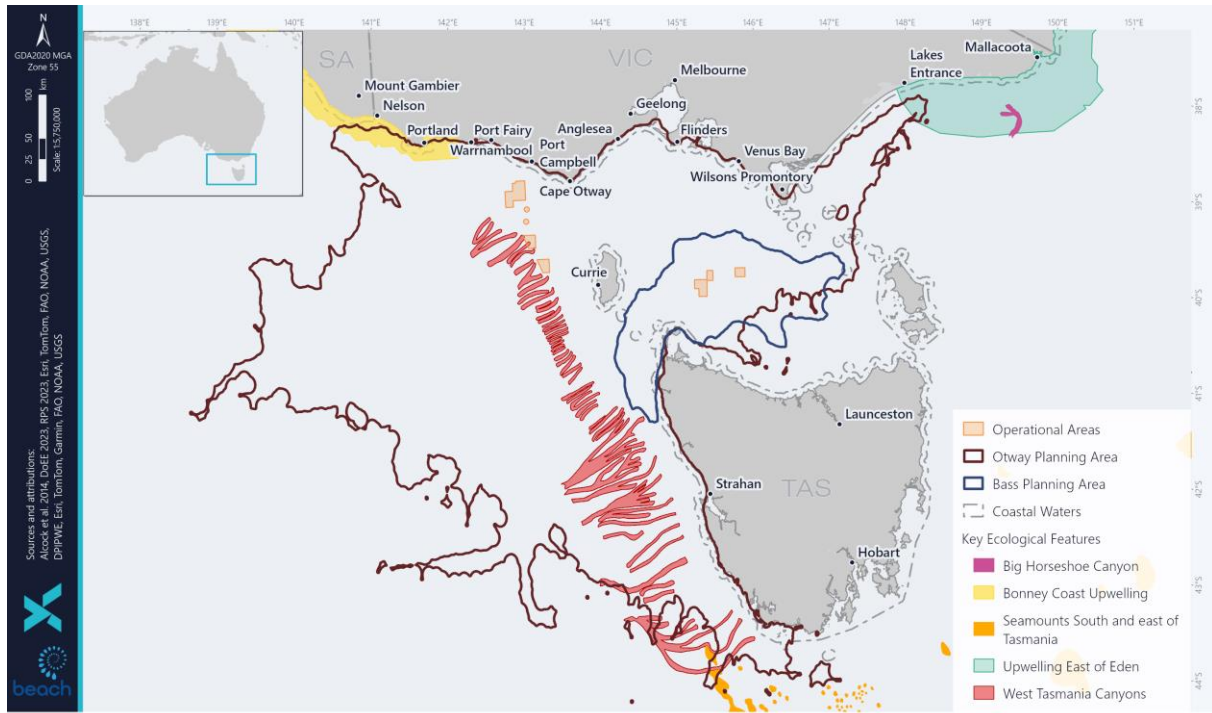 138°E 139°E 140°E 141°E 142°E 143°E 144°E 145°E 146°E 147°E 148°E 149°E 150°E 151°E
N
GDA2020 MGA
Zone 55
km
100
50
25
0
Scale: 1:5,750,000
Sources and attributions:
Alcock et al. 2014, DoEE 2023, RPS 2023, Esri, TomTom, FAO, NOAA, USGS,
DPIPWE, Esri, TomTom, Garmin, FAO, NOAA, USGS
beach
SA
VIC
TAS
Mallacoota
Lakes
Entrance
Melbourne
Mount Gambier
Nelson
Geelong
Portland
Port Fairy
Anglesea
Flinders
Warrnambool
Port
Campbell
Venus Bay
Cape Otway
Wilsons Promontory
Currie
Launceston
Strahan
Hobart
38°S
39°S
40°S
41°S
42°S
43°S
44°S
Operational Areas
Otway Planning Area
Bass Planning Area
Coastal Waters
Key Ecological Features
Big Horseshoe Canyon
Bonney Coast Upwelling
Seamounts South and east of
Tasmania
Upwelling East of Eden
West Tasmania Canyons